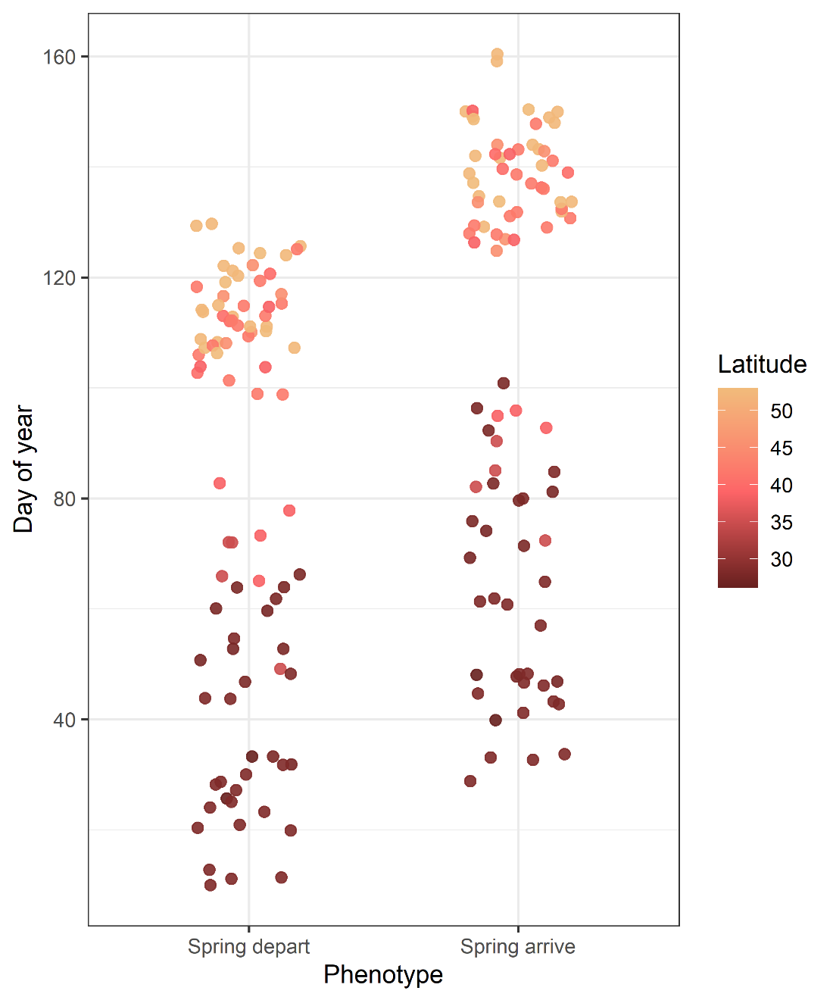 160
120
80
40
Day of year
Spring depart
Spring arrive
Phenotype
Latitude
50
45
40
35
30